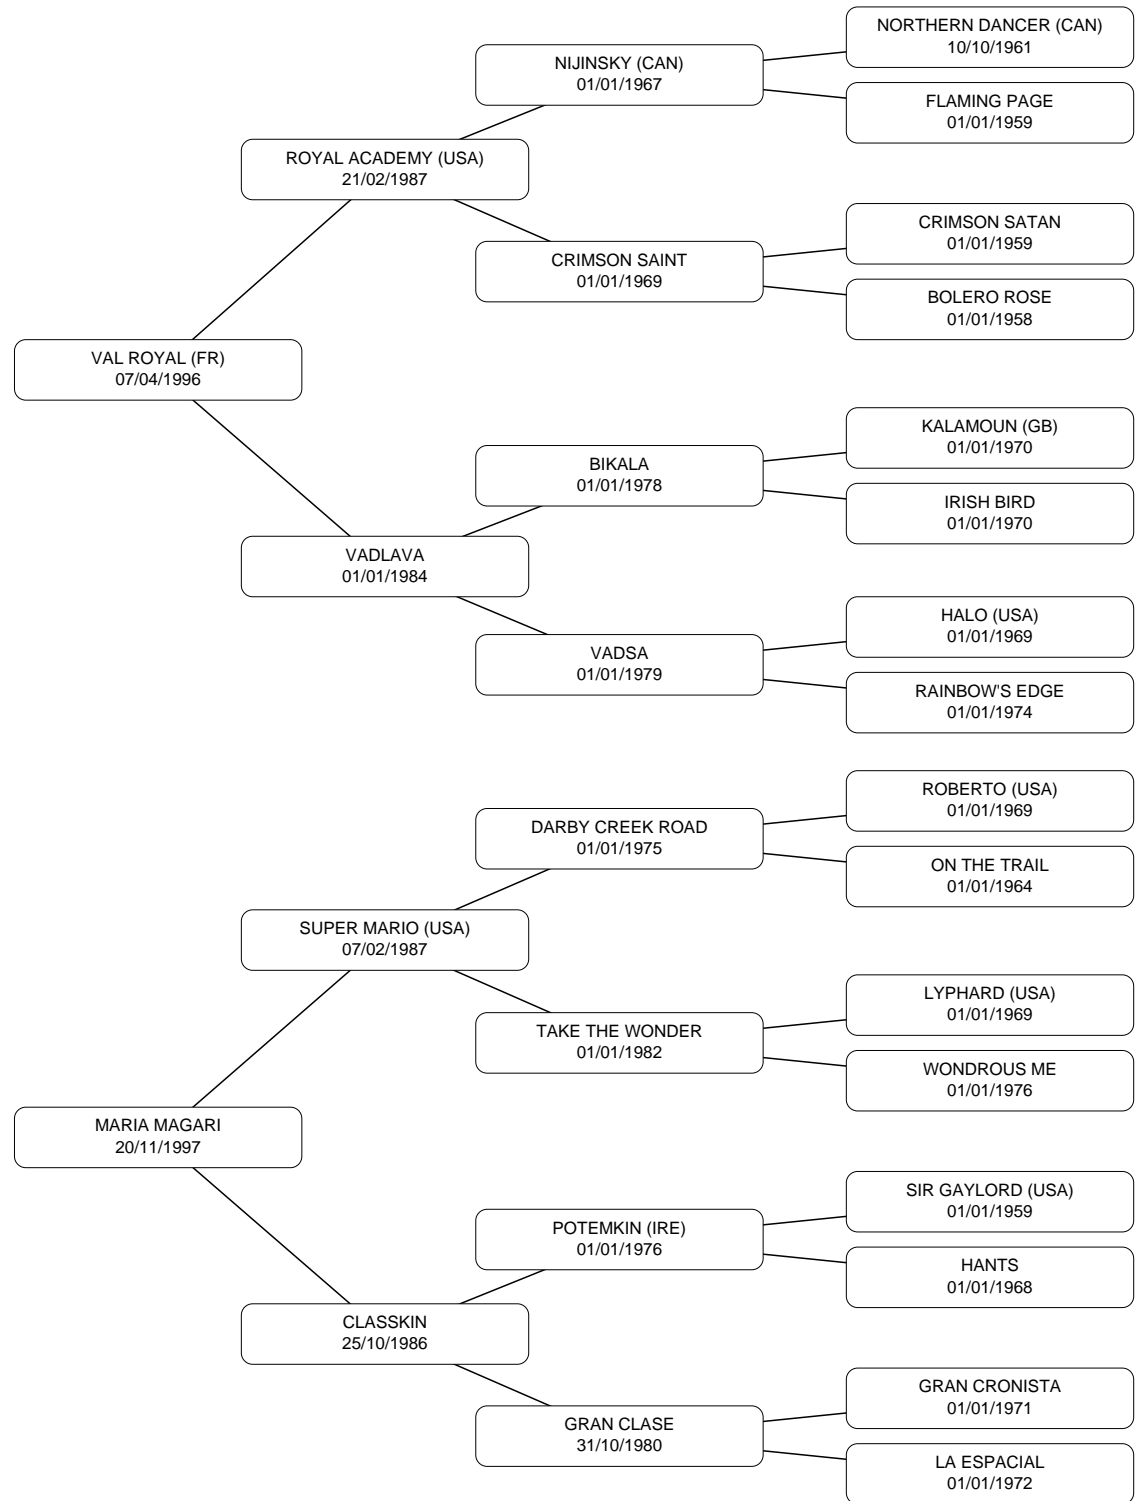 NORTHERN DANCER (CAN)
10/10/1961
NIJINSKY (CAN)
01/01/1967
FLAMING PAGE
01/01/1959
ROYAL ACADEMY (USA)
21/02/1987
CRIMSON SATAN
01/01/1959
CRIMSON SAINT
01/01/1969
BOLERO ROSE
01/01/1958
VAL ROYAL (FR)
07/04/1996
KALAMOUN (GB)
01/01/1970
BIKALA
01/01/1978
IRISH BIRD
01/01/1970
VADLAVA
01/01/1984
HALO (USA)
01/01/1969
VADSA
01/01/1979
RAINBOW'S EDGE
01/01/1974
ROBERTO (USA)
01/01/1969
DARBY CREEK ROAD
01/01/1975
ON THE TRAIL
01/01/1964
SUPER MARIO (USA)
07/02/1987
LYPHARD (USA)
01/01/1969
TAKE THE WONDER
01/01/1982
WONDROUS ME
01/01/1976
MARIA MAGARI
20/11/1997
SIR GAYLORD (USA)
01/01/1959
POTEMKIN (IRE)
01/01/1976
HANTS
01/01/1968
CLASSKIN
25/10/1986
GRAN CRONISTA
01/01/1971
GRAN CLASE
31/10/1980
LA ESPACIAL
01/01/1972